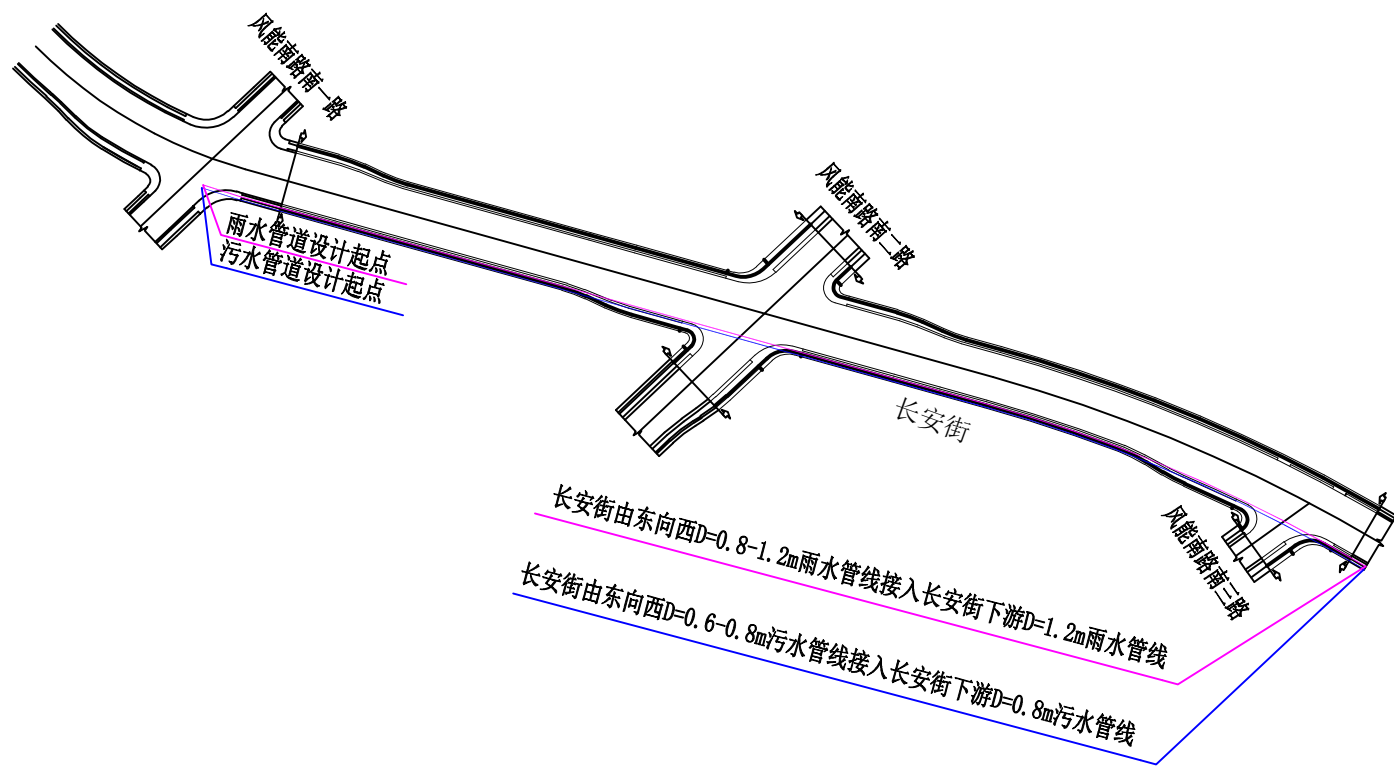 风能南路南一路
风能南路南二路
雨水管道设计起点
污水管道设计起点
长安街
长安街由东向西D=0.8-1.2m雨水管线接入长安街下游D=1.2m雨水管线
风能南路南三路
长安街由东向西D=0.6-0.8m污水管线接入长安街下游D=0.8m污水管线